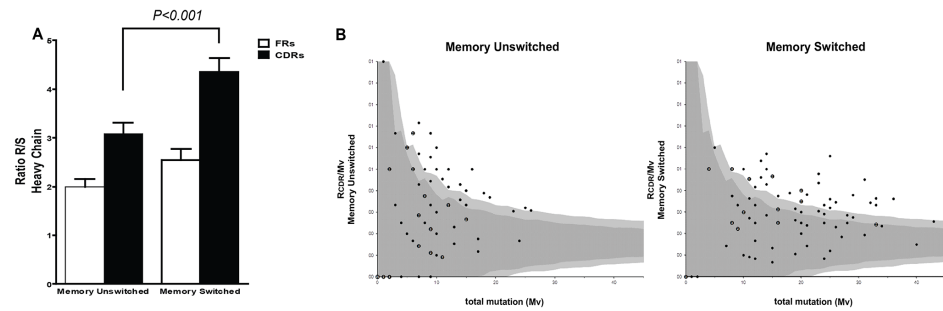 A
P<0.001
FRs
CDRs
Ratio R/S
Heavy Chain
5
4
3
2
1
0
Memory Unswitched
Memory Switched
B
Memory Unswitched
RCDR/Mv
Memory Unswitched
0
10
20
30
40
total mutation (Mv)
Memory Switched
RCDR/Mv
Memory Switched
0
10
20
30
40
total mutation (Mv)